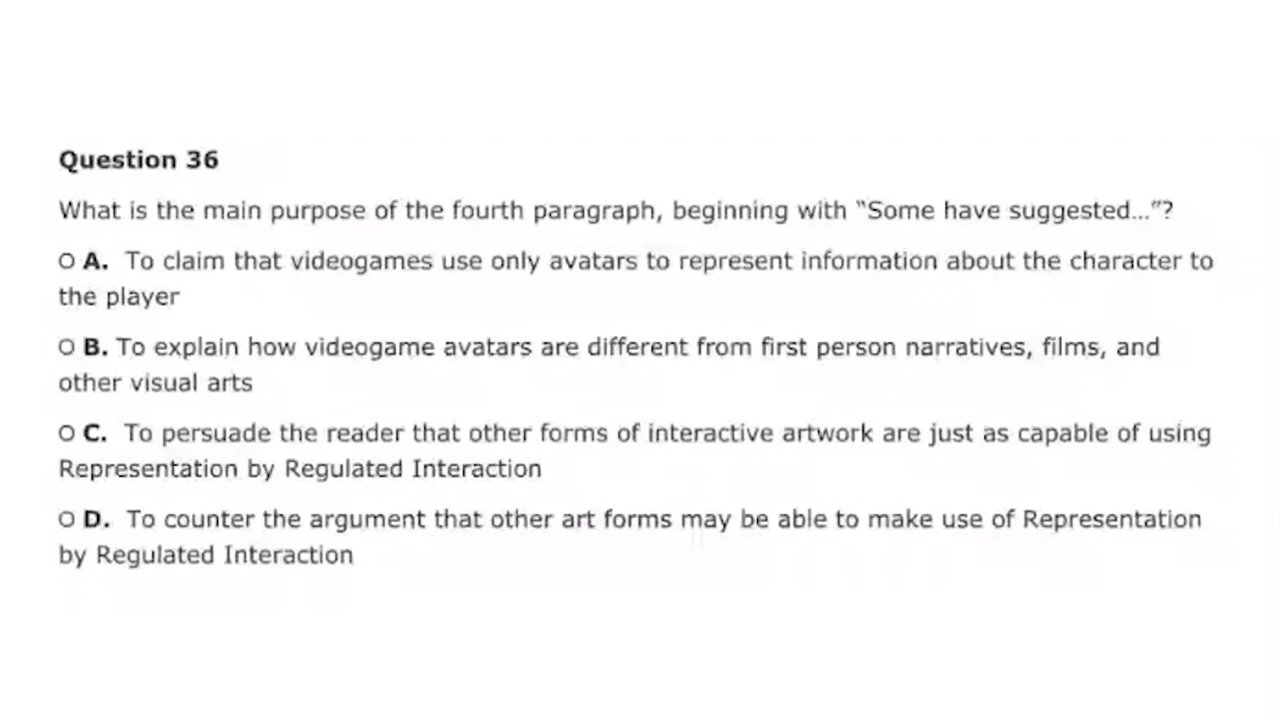 Question 36
What is the main purpose of the fourth paragraph, beginning with “Some have suggested…”?
O A. To claim that videogames use only avatars to represent information about the character to
the player
O B. To explain how videogame avatars are different from first person narratives, films, and
other visual arts
O C. To persuade the reader that other forms of interactive artwork are just as capable of using
Representation by Regulated Interaction
O D. To counter the argument that other art forms may be able to make use of Representation
by Regulated Interaction